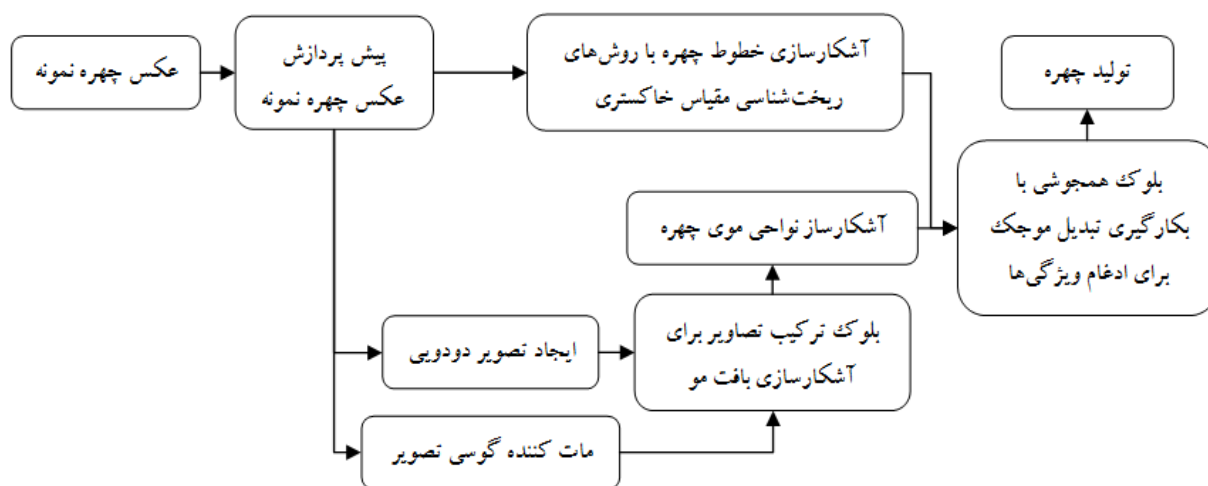 عکس چهره نمونه
پیش پردازش
عکس چهره نمونه
آشکارسازی خطوط چهره با روش‌های
ریخت‌شناسی مقیاس خاکستری
تولید چهره
بلوک همجوشی با
بکارگیری تبدیل موجک
برای ادغام ویژگی‌ها
آشکارساز نواحی موی چهره
بلوک ترکیب تصاویر برای
آشکارسازی بافت مو
ایجاد تصویر دودویی
مات کننده گوسی تصویر